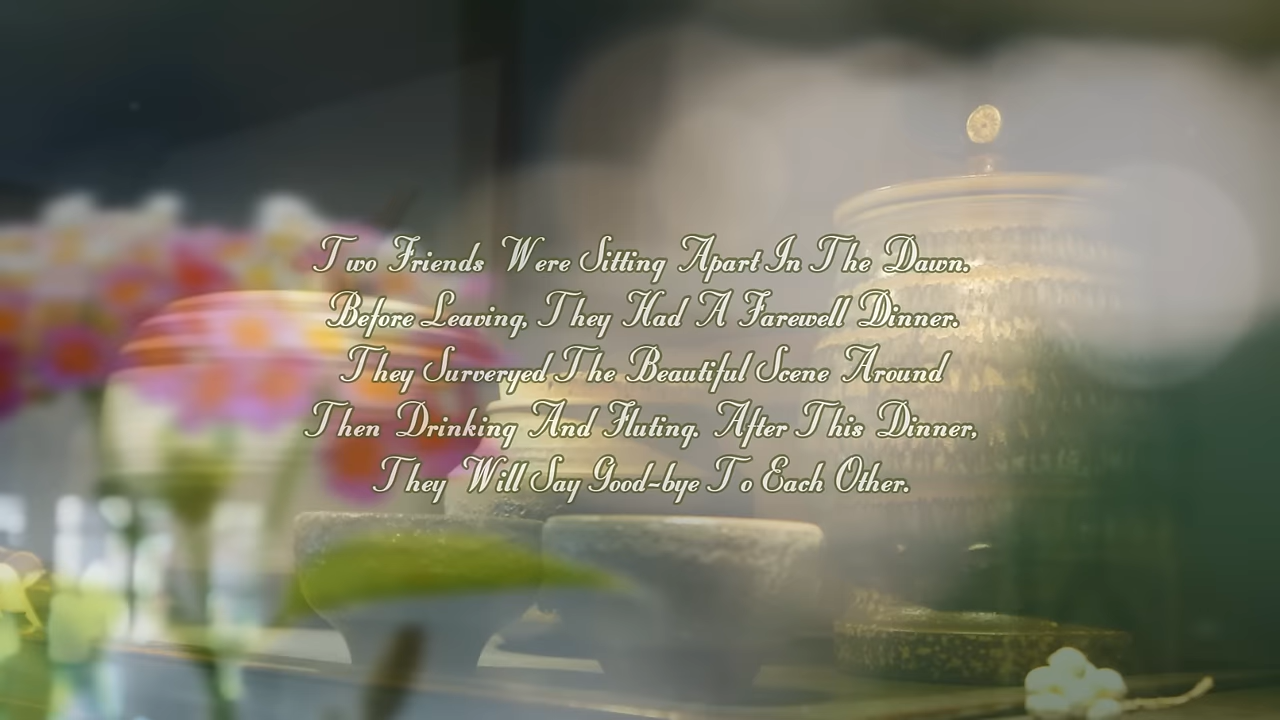 Two Friends Were Sitting Apart In The Dawn.
Before Leaving, They Had A Farewell Dinner.
They Surveryed The Beautiful Scene Around
Then Drinking And Fluting. After This Dinner,
They Will Say Good-bye To Each Other.